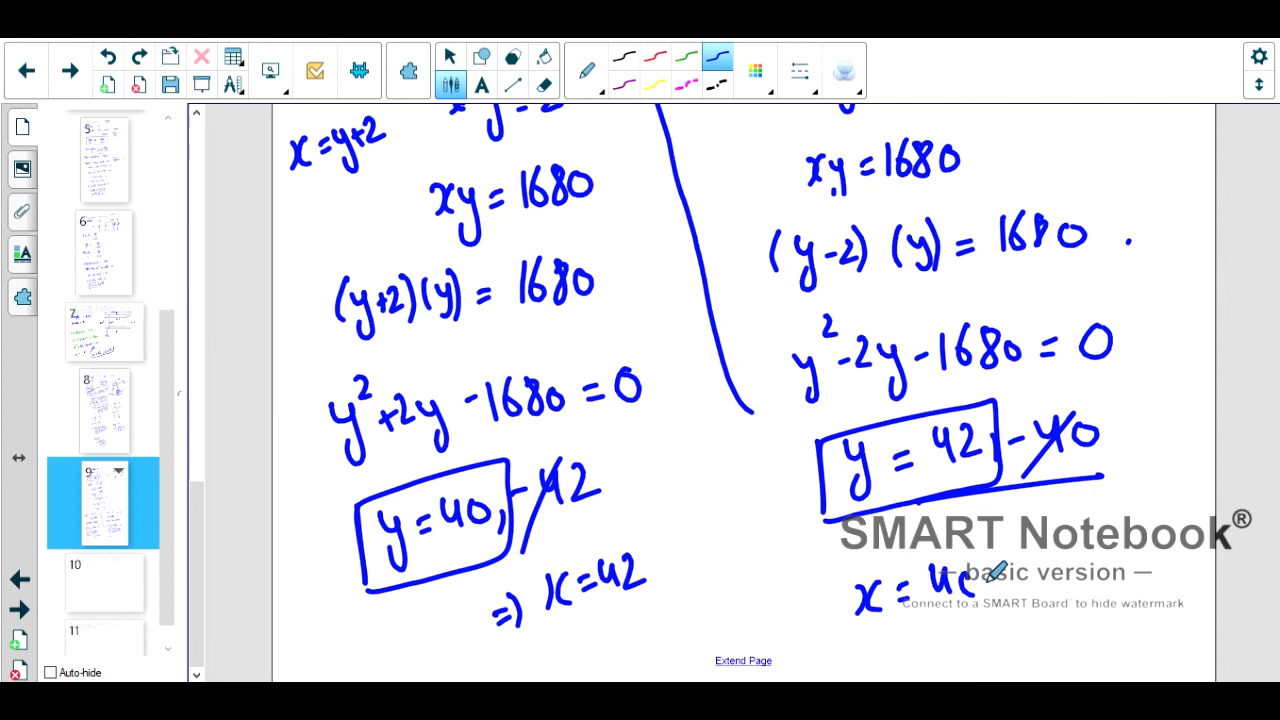 5
6
7
8
9
10
11
Auto-hide
x = y+2
xy = 1680
(y+2)(y) = 1680
y²+2y -1680 = 0
y = 40, -42
=) x = 42
xy = 1680
(y-2) (y) = 1680 .
y² -2y -1680 = 0
y = 42, -40
x = 40
SMART Notebook®
— basic version —
Connect to a SMART Board to hide watermark
Extend Page